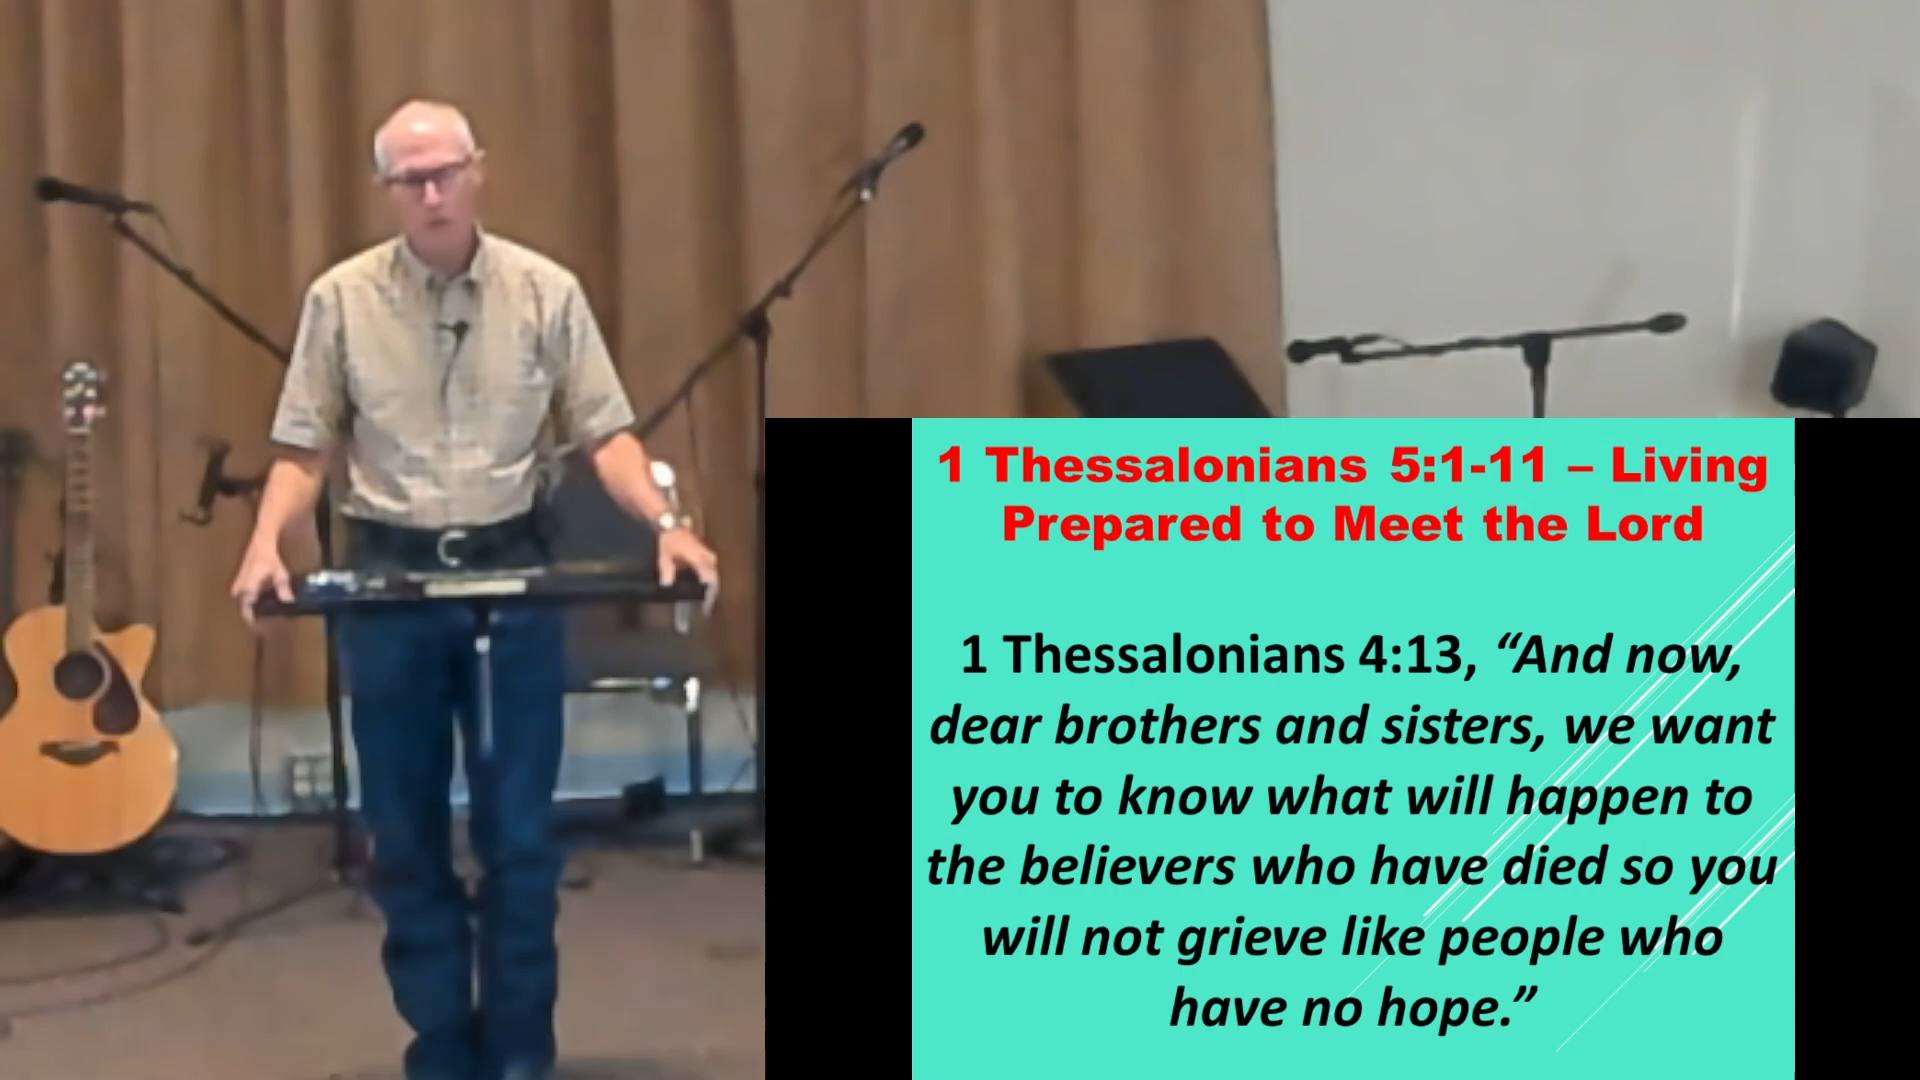 1 Thessalonians 5:1-11 – Living
Prepared to Meet the Lord
1 Thessalonians 4:13, “And now,
dear brothers and sisters, we want
you to know what will happen to
the believers who have died so you
will not grieve like people who
have no hope.”